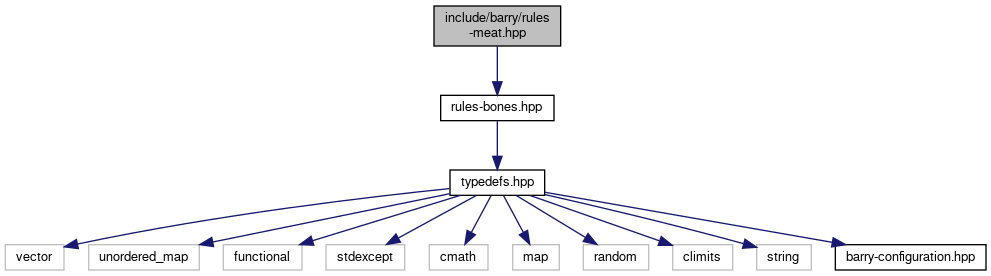 include/barry/rules
-meat.hpp
rules-bones.hpp
typedefs.hpp
vector
unordered_map
functional
stdexcept
cmath
map
random
climits
string
barry-configuration.hpp